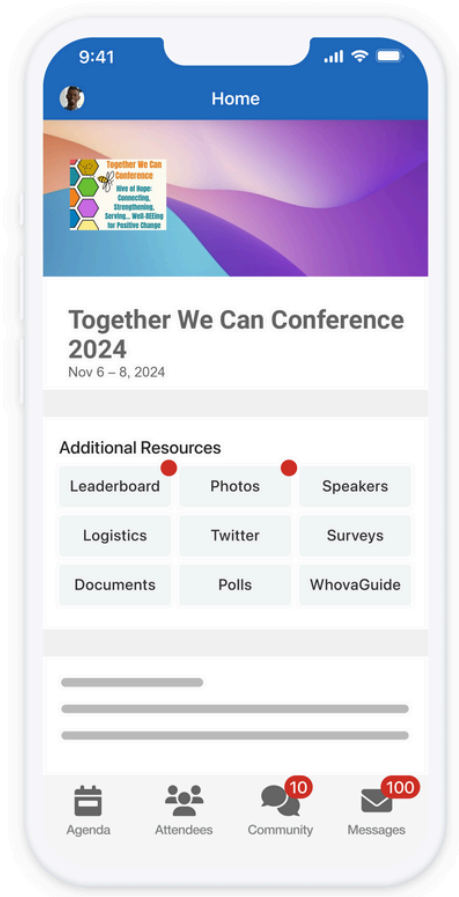 9:41
Home
Together We Can
Conference
Hive of Hope:
Connecting,
Strengthening,
Serving... Well-BEEing
for Positive Change
Together We Can Conference
2024
Nov 6 – 8, 2024
Additional Resources
Leaderboard Photos Speakers
Logistics Twitter Surveys
Documents Polls WhovaGuide
10 100
Agenda Attendees Community Messages